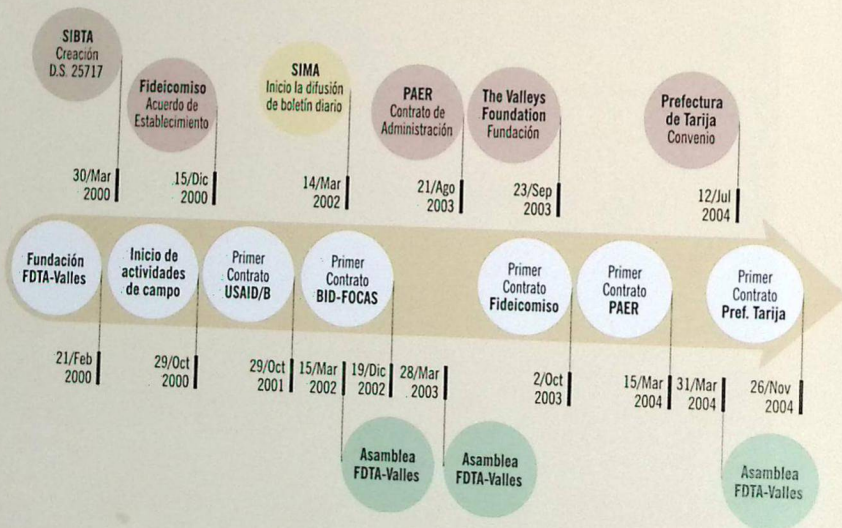 SIBTA
Creación
D.S. 25717
30/Mar
2000
Fideicomiso
Acuerdo de
Establecimiento
15/Dic
2000
SIMA
Inicio la difusión
de boletín diario
14/Mar
2002
PAER
Contrato de
Administración
21/Ago
2003
The Valleys
Foundation
Fundación
23/Sep
2003
Prefectura
de Tarija
Convenio
12/Jul
2004
Fundación
FDTA-Valles
21/Feb
2000
Inicio de
actividades
de campo
29/Oct
2000
Primer
Contrato
USAID/B
29/Oct
2001
Primer
Contrato
BID-FOCAS
19/Dic
2002
Primer
Contrato
Fideicomiso
2/Oct
2003
Primer
Contrato
PAER
15/Mar
2004
Primer
Contrato
Pref. Tarija
26/Nov
2004
15/Mar
2002
Asamblea
FDTA-Valles
28/Mar
2003
Asamblea
FDTA-Valles
31/Mar
2004
Asamblea
FDTA-Valles